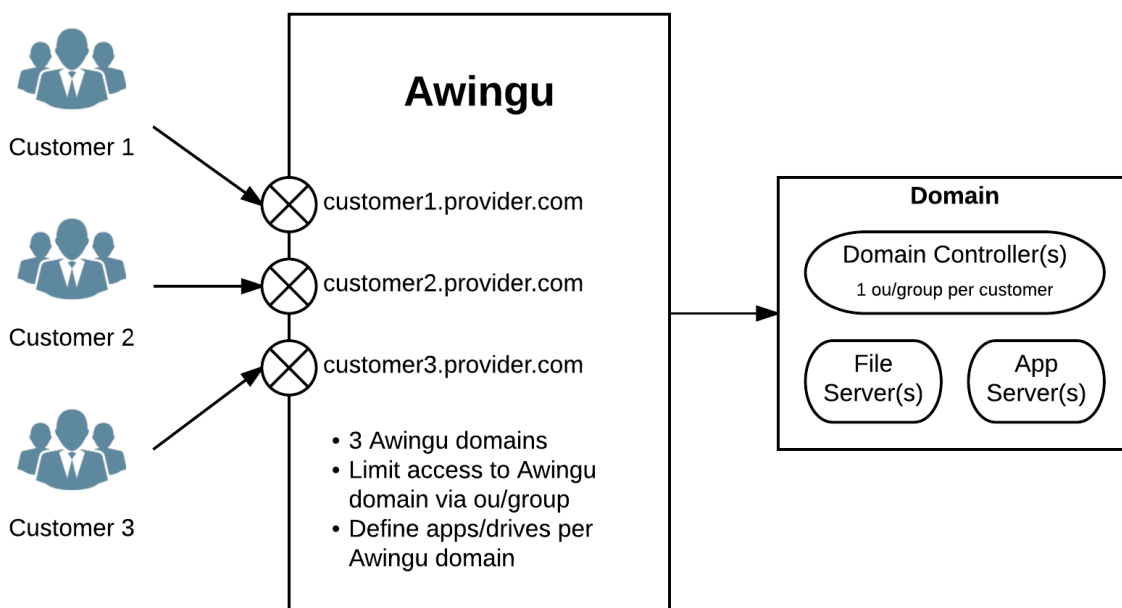 Customer 1
Customer 2
Customer 3
Awingu
customer1.provider.com
customer2.provider.com
customer3.provider.com
• 3 Awingu domains
• Limit access to Awingu
domain via ou/group
• Define apps/drives per
Awingu domain
Domain
Domain Controller(s)
1 ou/group per customer
File
Server(s)
App
Server(s)